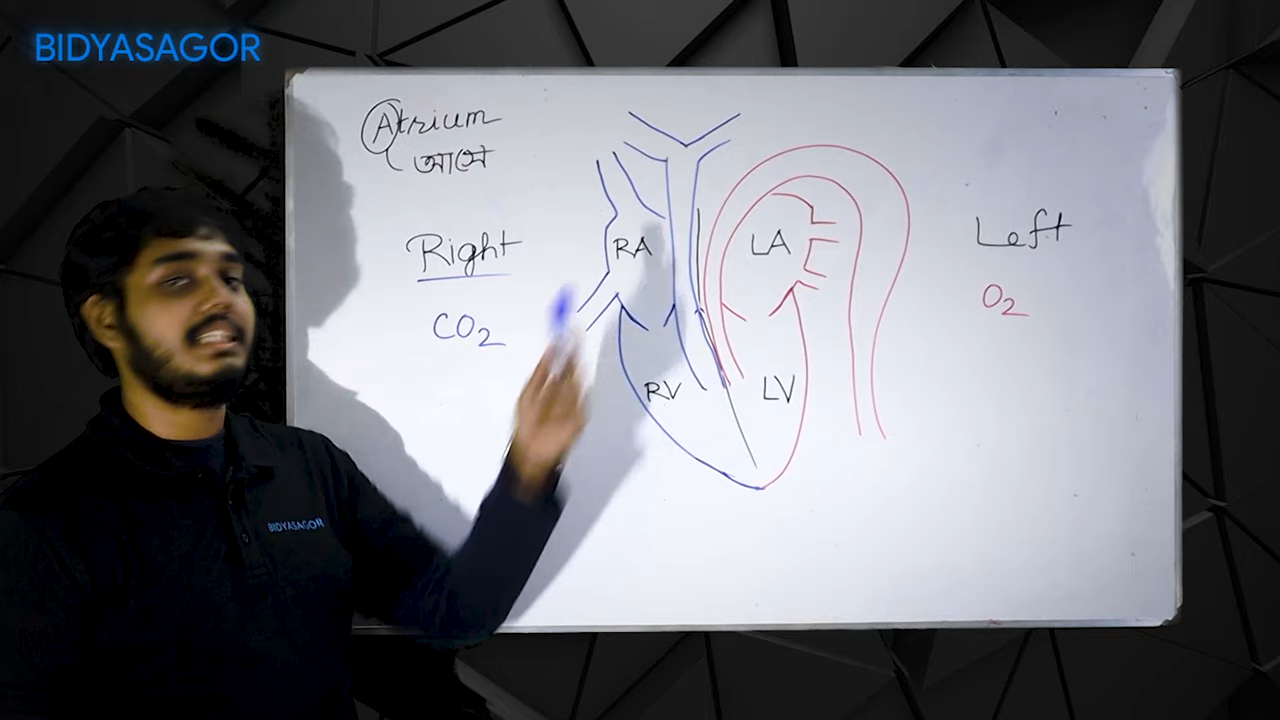 BIDYASAGOR
Atrium
আসে
Right
CO2
RA
LA
RV
LV
Left
O2
BIDYASAGOR